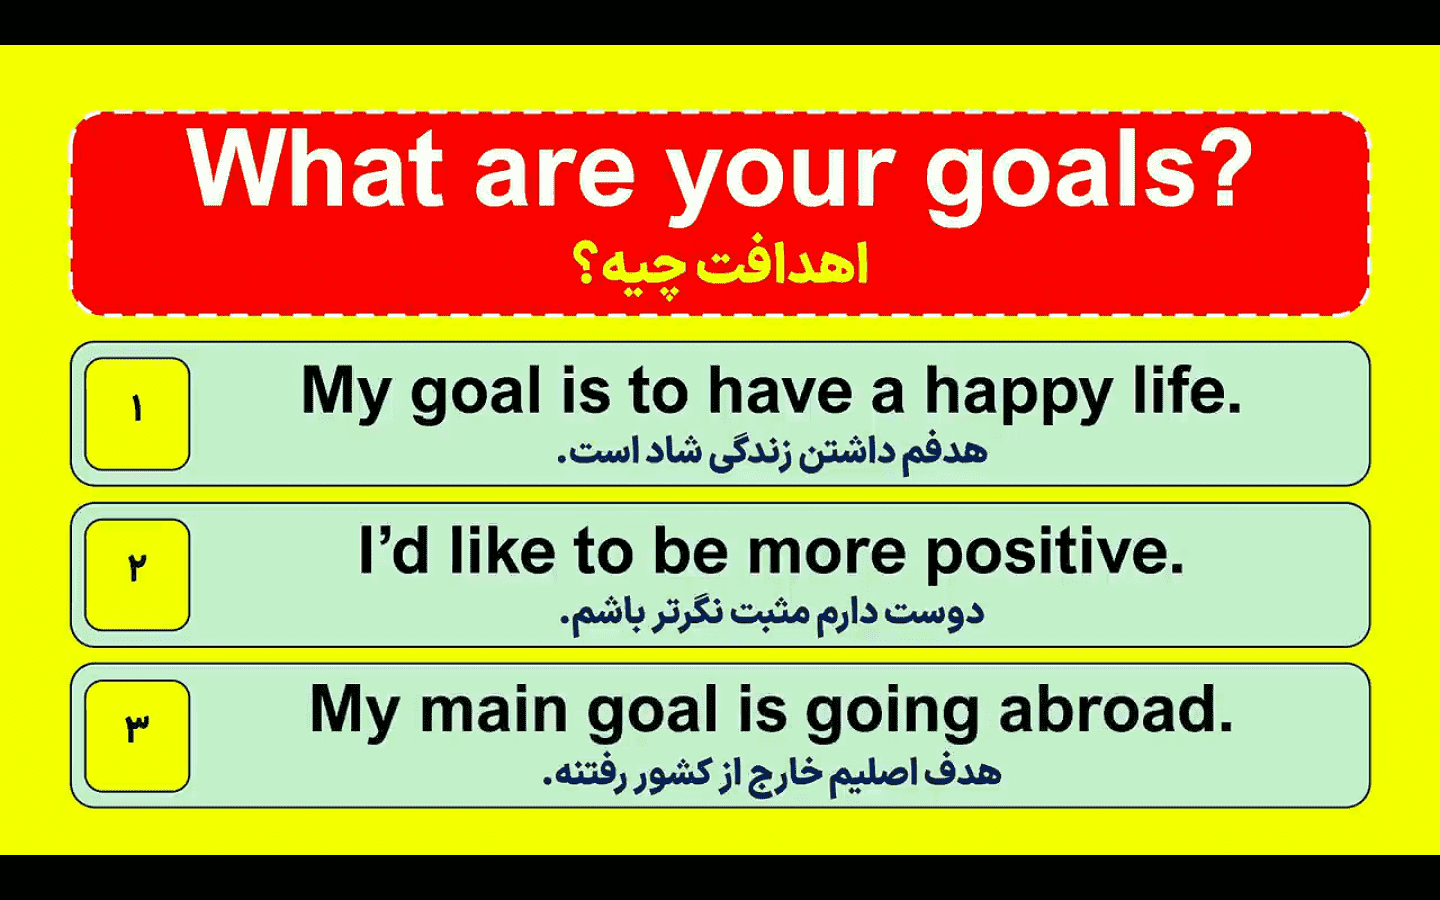 What are your goals?
اهدافت چیه؟
۱
My goal is to have a happy life.
هدفم داشتن زندگی شاد است.
۲
I’d like to be more positive.
دوست دارم مثبت نگرتر باشم.
۳
My main goal is going abroad.
هدف اصلیم خارج از کشور رفتنه.